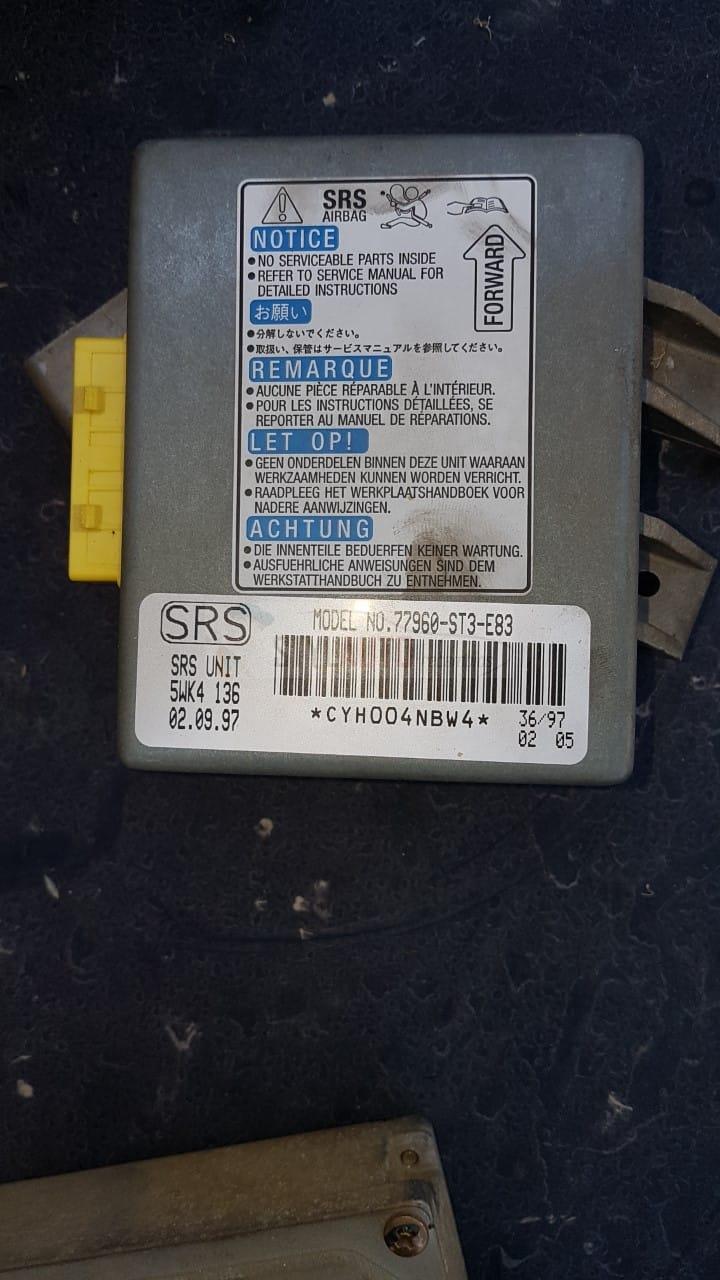 SRS
AIRBAG
FORWARD
NOTICE
●NO SERVICEABLE PARTS INSIDE
●REFER TO SERVICE MANUAL FOR
DETAILED INSTRUCTIONS
お願い
●分解しないでください。
●取扱い、保管はサービスマニュアルを参照してください。
REMARQUE
●AUCUNE PIÈCE RÉPARABLE À L'INTÉRIEUR.
●POUR LES INSTRUCTIONS DÉTAILLÉES, SE
REPORTER AU MANUEL DE RÉPARATIONS.
LET OP!
●GEEN ONDERDELEN BINNEN DEZE UNIT WAARAAN
WERKZAAMHEDEN KUNNEN WORDEN VERRICHT.
●RAADPLEEG HET WERKPLAATSHANDBOEK VOOR
NADERE AANWIJZINGEN.
ACHTUNG
●DIE INNENTEILE BEDUERFEN KEINER WARTUNG.
●AUSFUEHRLICHE ANWEISUNGEN SIND DEM
WERKSTATTHANDBUCH ZU ENTNEHMEN.
SRS
MODEL NO.77960-ST3-E83
SRS UNIT
5WK4 136
02.09.97
*CYH004NBW4*
36/97
02 05